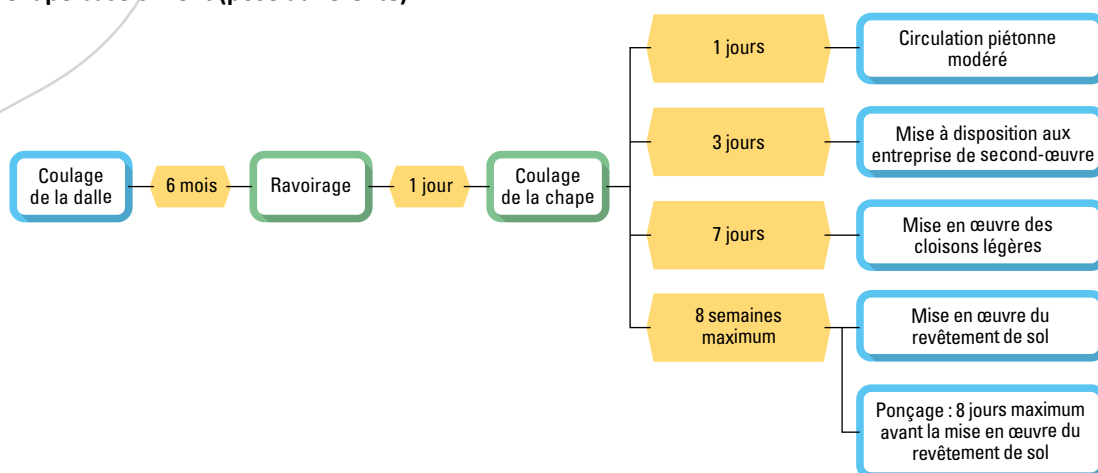 1 jours
Circulation piétonne
modéré
3 jours
Mise à disposition aux
entreprise de second-œuvre
Coulage
de la dalle
6 mois
Ravoirage
1 jour
Coulage
de la chape
7 jours
Mise en œuvre des
cloisons légères
8 semaines
maximum
Mise en œuvre du
revêtement de sol
Ponçage : 8 jours maximum
avant la mise en œuvre du
revêtement de sol